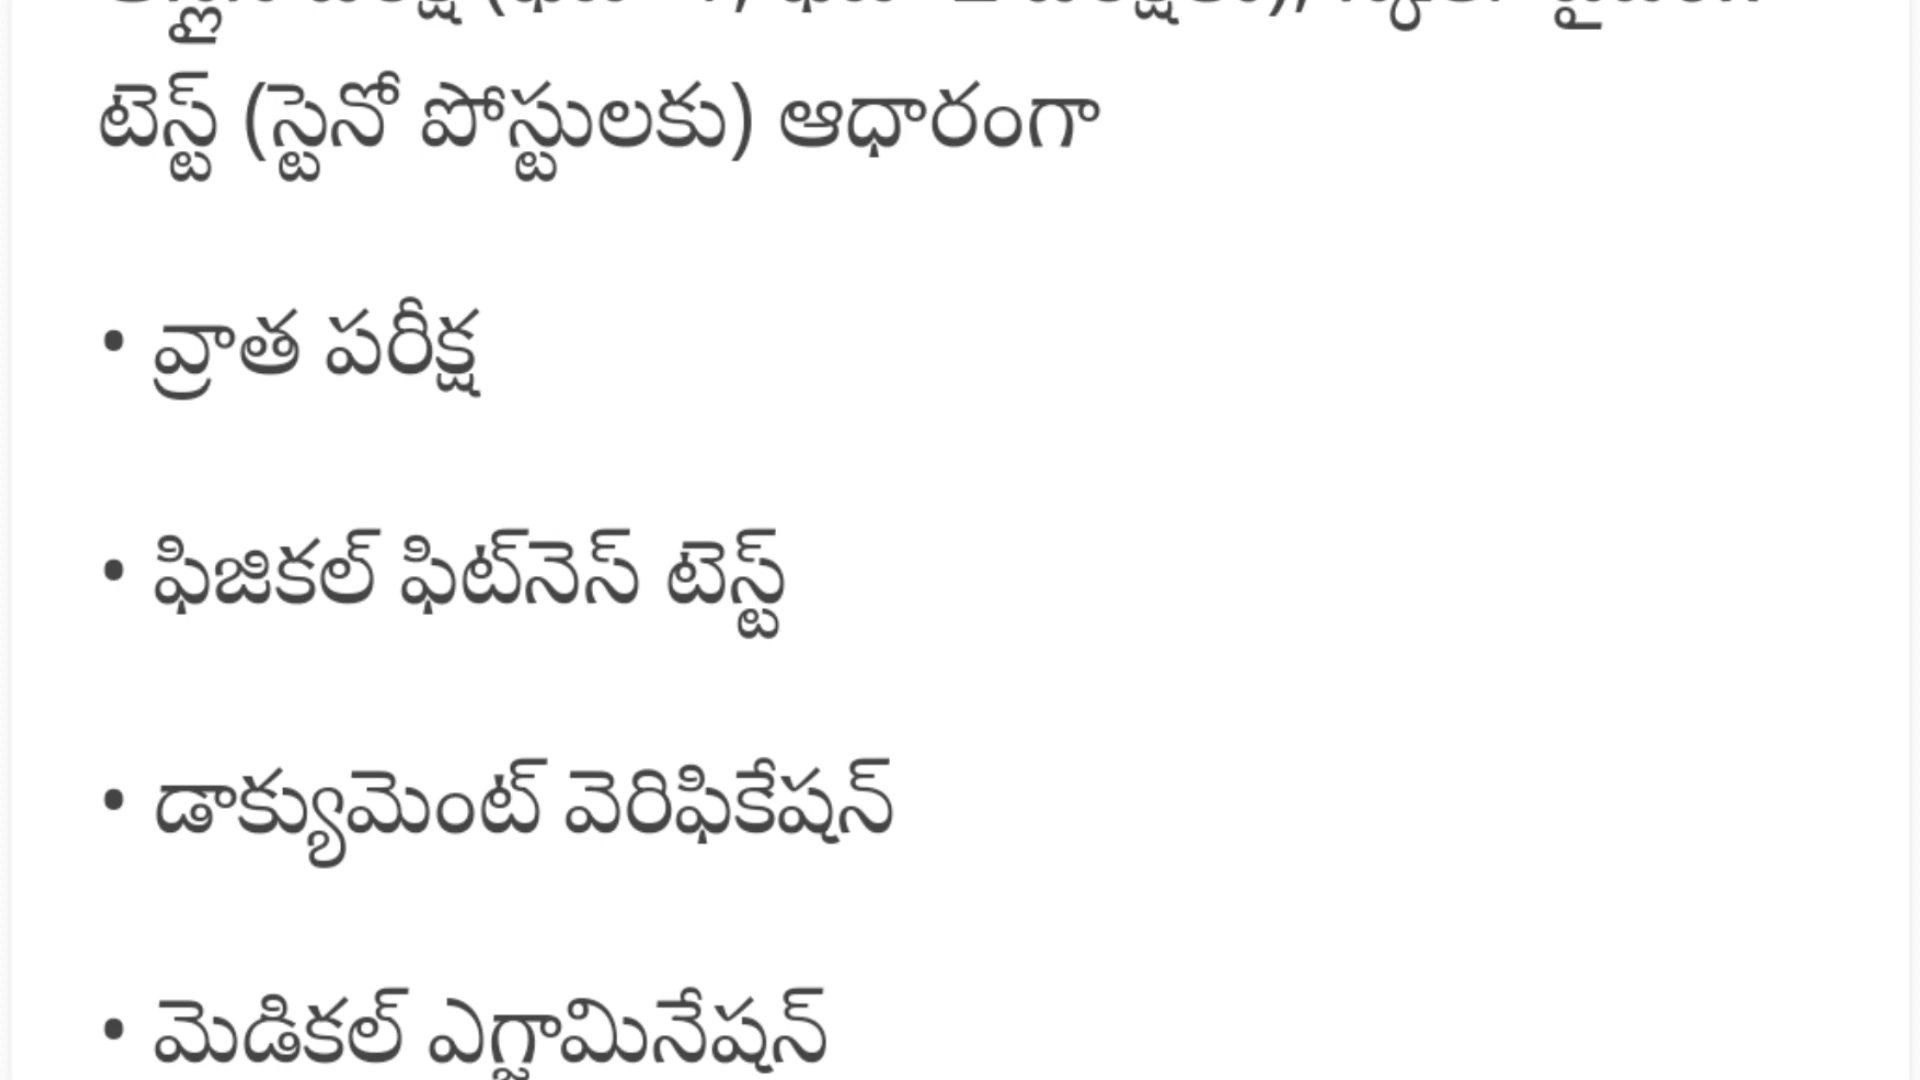 టెస్ట్ (స్టెనో పోస్టులకు) ఆధారంగా
• వ్రాత పరీక్ష
• ఫిజికల్ ఫిట్‌నెస్ టెస్ట్
• డాక్యుమెంట్ వెరిఫికేషన్
• మెడికల్ ఎగ్జామినేషన్